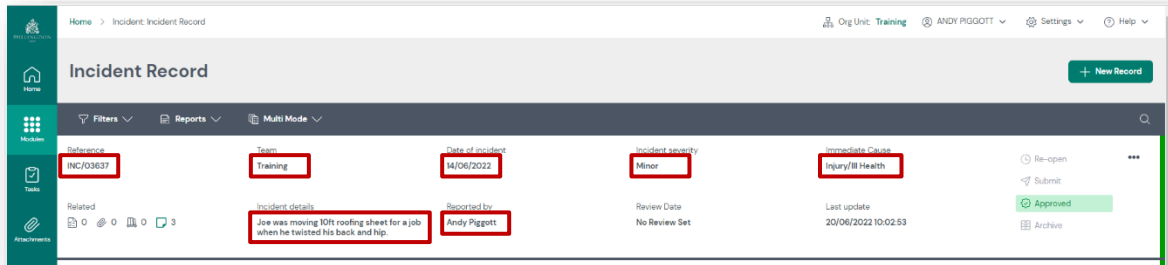 Home > Incident: Incident Record
Org Unit: Training
ANDY PIGGOTT
Settings
Help
Home
Modules
Tasks
Attachments
Incident Record
+ New Record
Filters
Reports
Multi Mode
Reference
INC/03637
Team
Training
Date of incident
14/06/2022
Incident severity
Minor
Immediate Cause
Injury/Ill Health
Re-open
Submit
Approved
Archive
Related
0 0 0 3
Incident details
Joe was moving 10ft roofing sheet for a job
when he twisted his back and hip.
Reported by
Andy Piggott
Review Date
No Review Set
Last update
20/06/2022 10:02:53